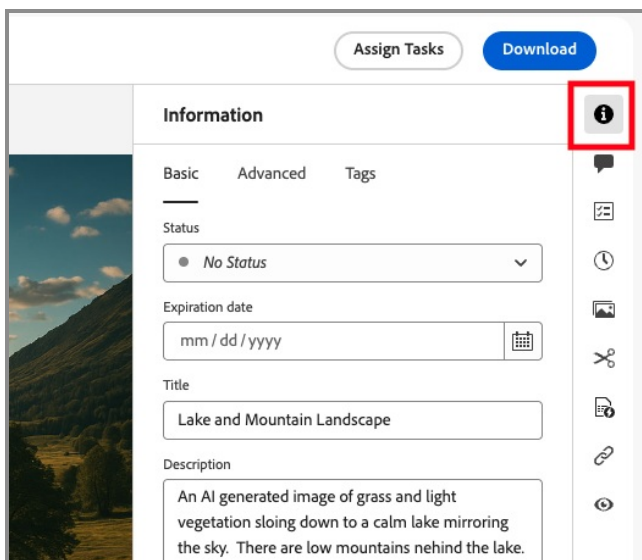 Assign Tasks
Download
Information
Basic Advanced Tags
Status
No Status
Expiration date
mm / dd / yyyy
Title
Lake and Mountain Landscape
Description
An AI generated image of grass and light
vegetation sloing down to a calm lake mirroring
the sky. There are low mountains nehind the lake.